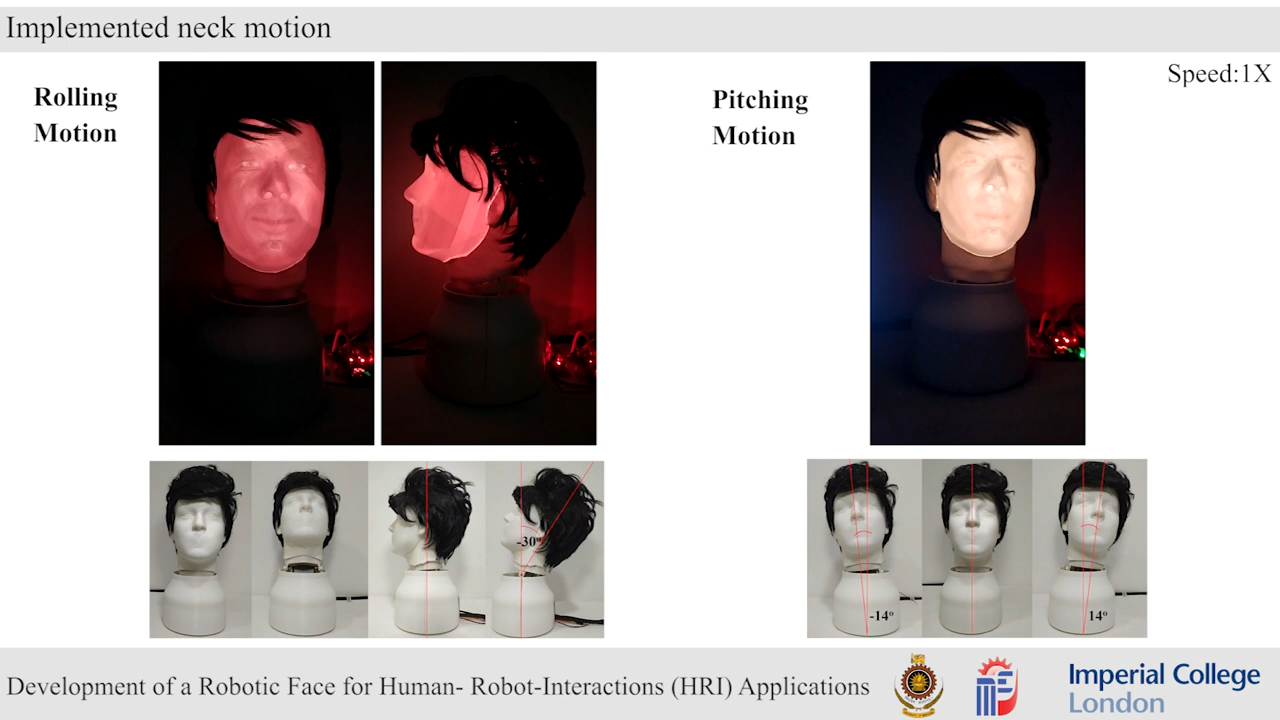 Implemented neck motion
Rolling
Motion
Pitching
Motion
Speed:1X
-30°
-14°
14°
Development of a Robotic Face for Human- Robot-Interactions (HRI) Applications
Imperial College
London